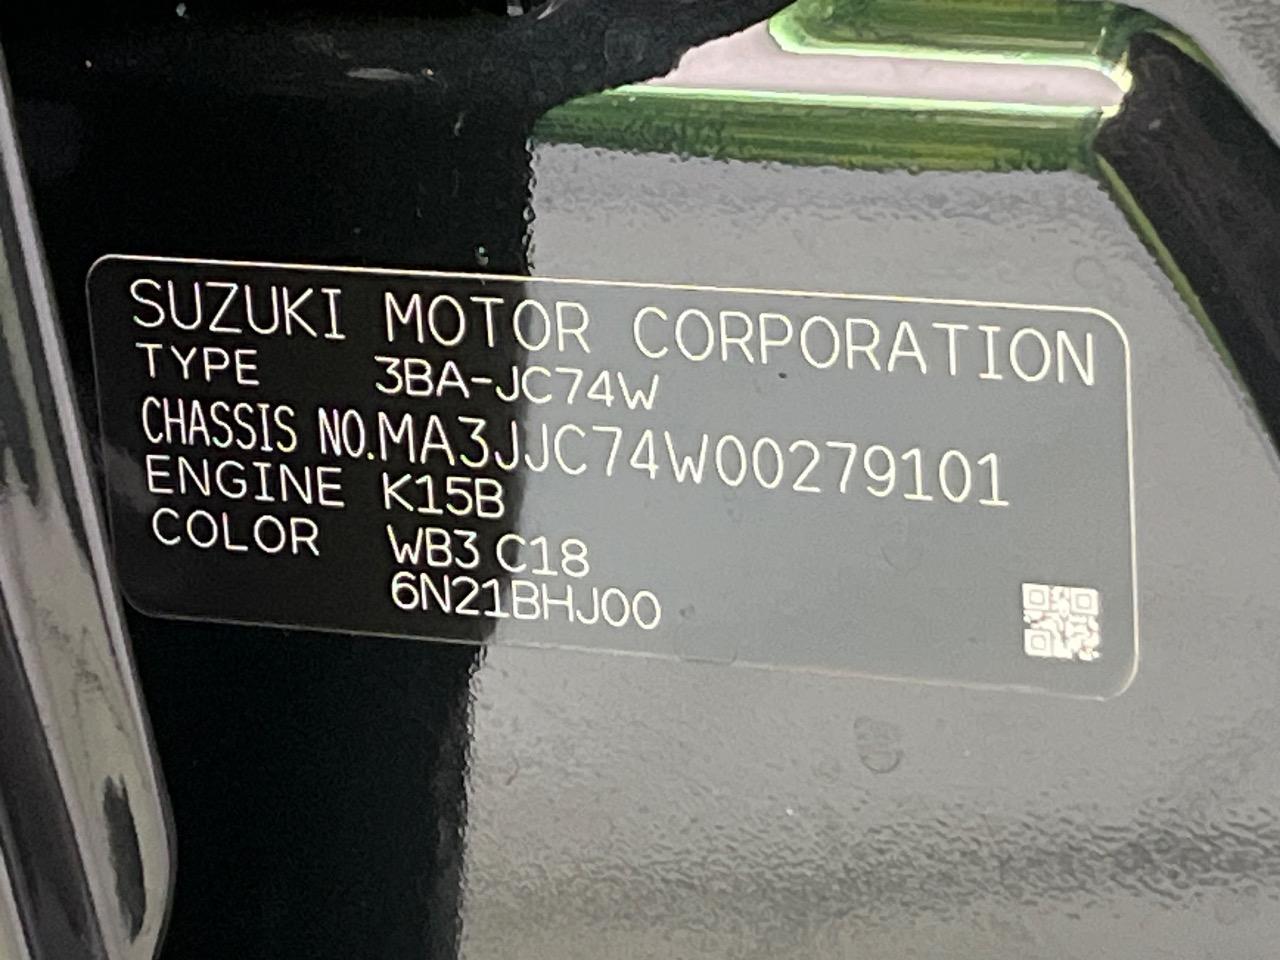 SUZUKI MOTOR CORPORATION
TYPE 3BA-JC74W
CHASSIS NO.MA3JJC74W00279101
ENGINE K15B
COLOR WB3 C18
6N21BHJ00